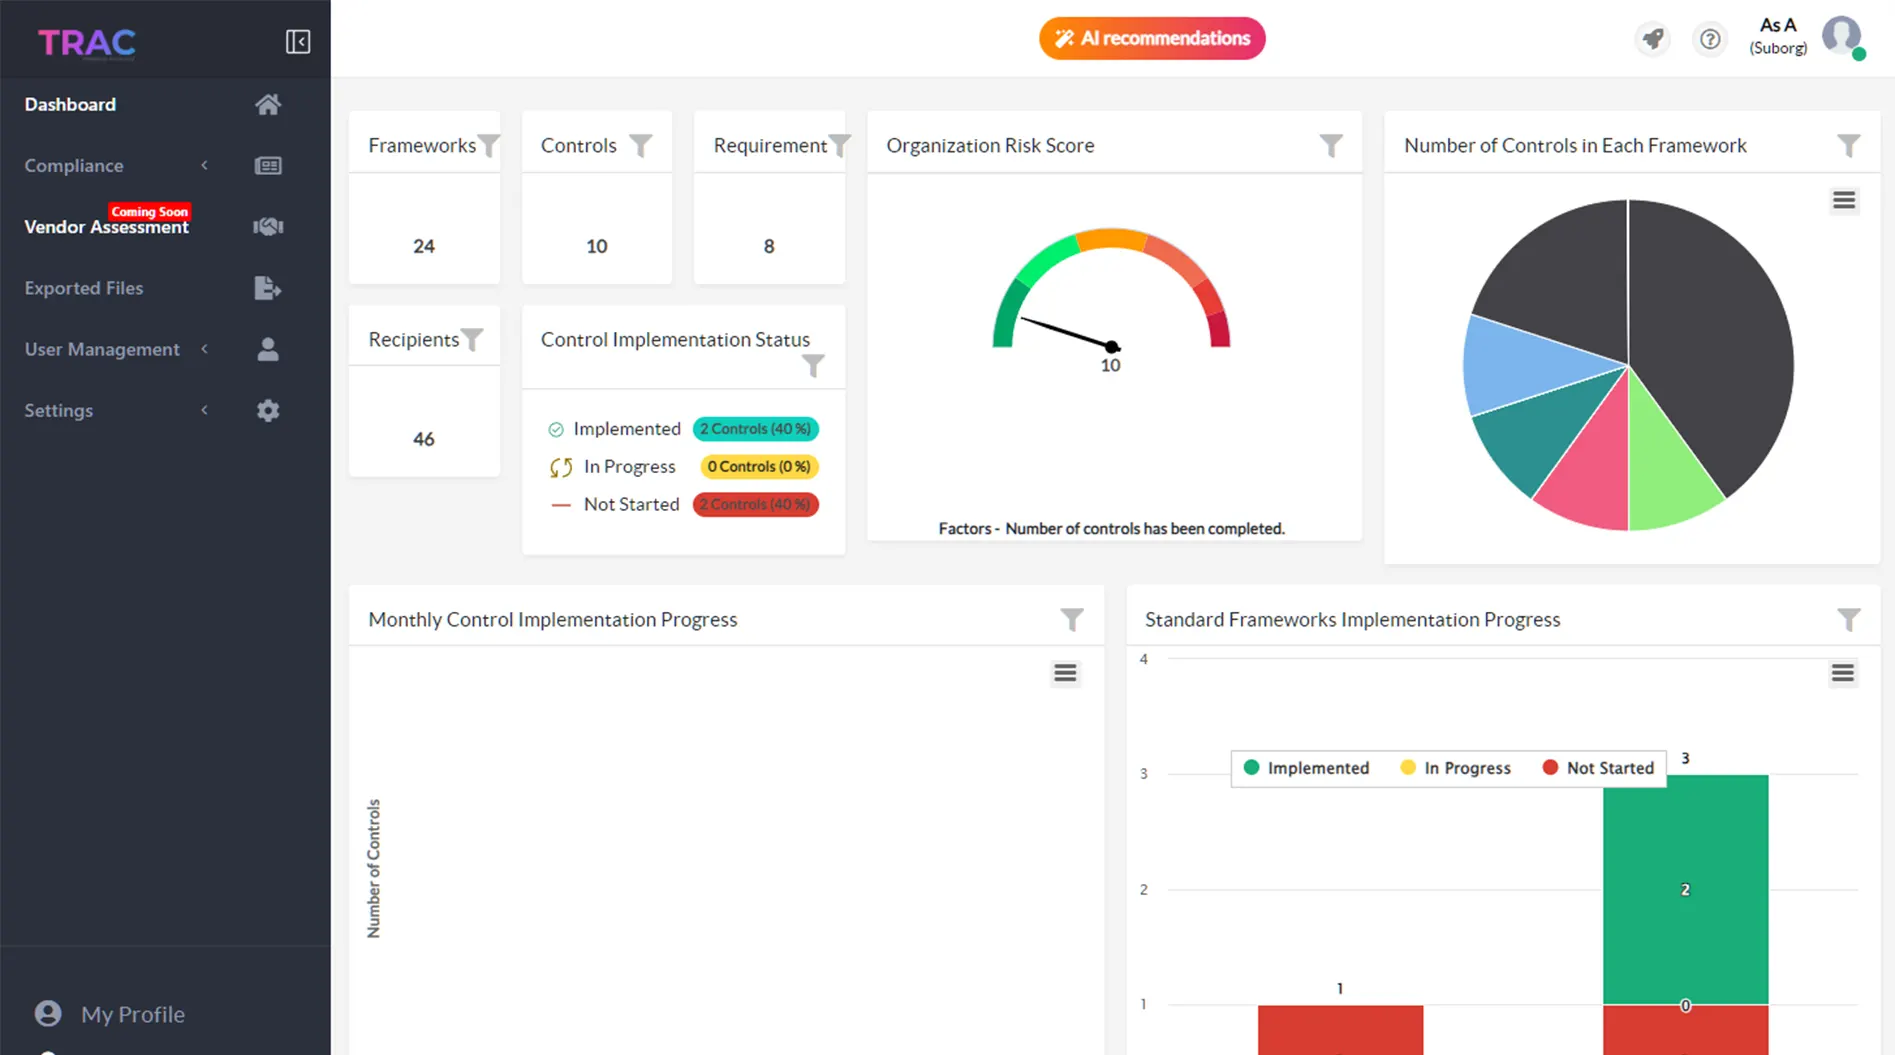 TRAC
AI recommendations
As A
(Suborg)
Dashboard
Compliance
Coming Soon
Vendor Assessment
Exported Files
User Management
Settings
My Profile
Frameworks
24
Controls
10
Requirement
8
Organization Risk Score
10
Factors - Number of controls has been completed.
Number of Controls in Each Framework
Recipients
46
Control Implementation Status
Implemented 2 Controls (40 %)
In Progress 0 Controls (0 %)
Not Started 2 Controls (40 %)
Monthly Control Implementation Progress
Number of Controls
Standard Frameworks Implementation Progress
4
3
2
1
Implemented In Progress Not Started
3
2
0
1